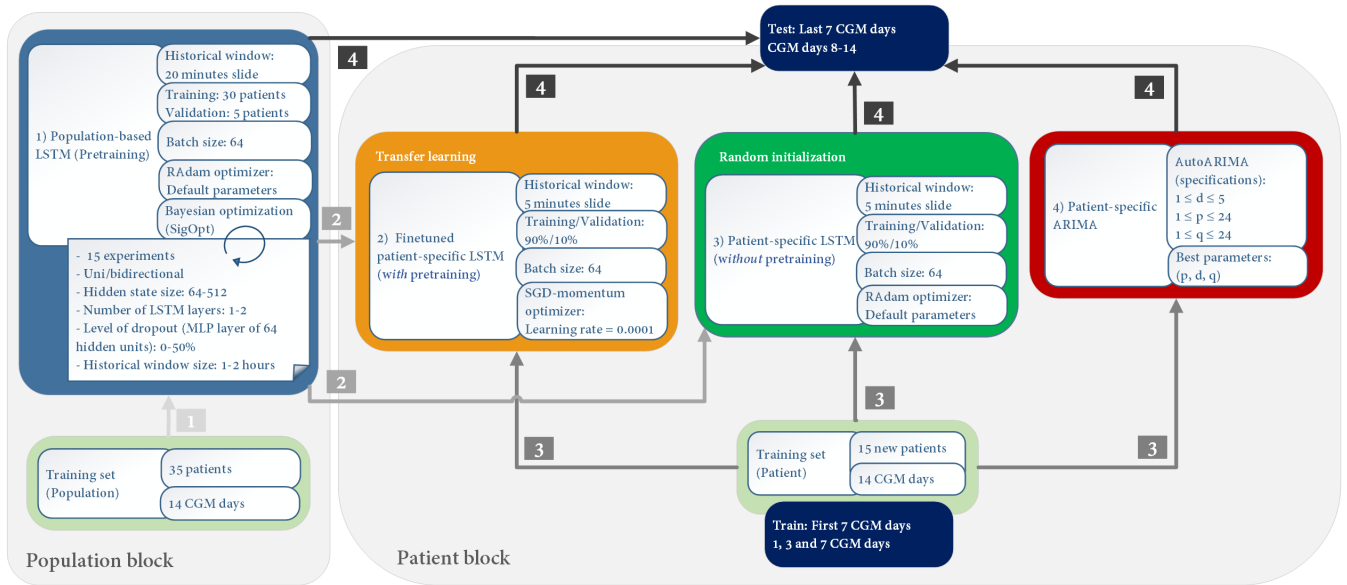 Test: Last 7 CGM days
CGM days 8-14
4
4
4
4
1) Population-based
LSTM (Pretraining)
Historical window:
20 minutes slide
Training: 30 patients
Validation: 5 patients
Batch size: 64
RAdam optimizer:
Default parameters
Bayesian optimization
(SigOpt)
- 15 experiments
- Uni/bidirectional
- Hidden state size: 64-512
- Number of LSTM layers: 1-2
- Level of dropout (MLP layer of 64
hidden units): 0-50%
- Historical window size: 1-2 hours
2
2
Transfer learning
2) Finetuned
patient-specific LSTM
(with pretraining)
Historical window:
5 minutes slide
Training/Validation:
90%/10%
Batch size: 64
SGD-momentum
optimizer:
Learning rate = 0.0001
Random initialization
3) Patient-specific LSTM
(without pretraining)
Historical window:
5 minutes slide
Training/Validation:
90%/10%
Batch size: 64
RAdam optimizer:
Default parameters
4) Patient-specific
ARIMA
AutoARIMA
(specifications):
1 ≤ d ≤ 5
1 ≤ p ≤ 24
1 ≤ q ≤ 24
Best parameters:
(p, d, q)
1
3
3
3
Training set
(Population)
35 patients
14 CGM days
Training set
(Patient)
15 new patients
14 CGM days
Train: First 7 CGM days
1, 3 and 7 CGM days
Population block
Patient block